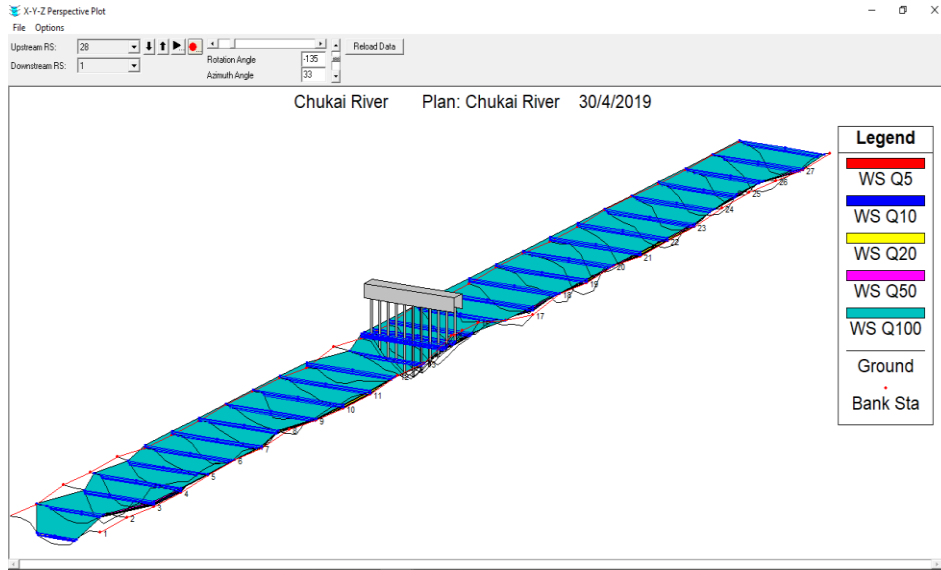 X-Y-Z Perspective Plot
File Options
Upstream RS: 28
Downstream RS: 1
Rotation Angle -135
Azimuth Angle 33
Reload Data
Chukai River Plan: Chukai River 30/4/2019
Legend
WS Q5
WS Q10
WS Q20
WS Q50
WS Q100
Ground
Bank Sta
27
26
25
24
23
22
21
20
19
18
17
11
10
9
8
7
6
5
4
3
2
1